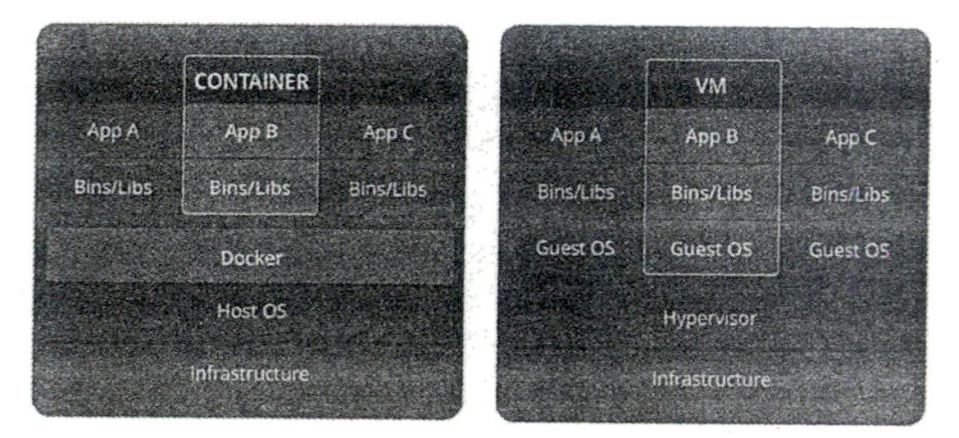 CONTAINER
App A App B App C
Bins/Libs Bins/Libs Bins/Libs
Docker
Host OS
Infrastructure
VM
App A App B App C
Bins/Libs Bins/Libs Bins/Libs
Guest OS Guest OS Guest OS
Hypervisor
Infrastructure